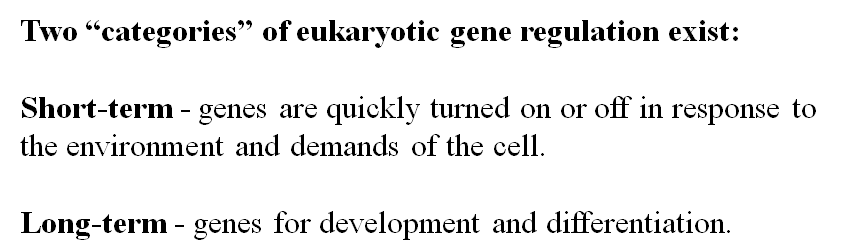 Two “categories” of eukaryotic gene regulation exist:
Short-term - genes are quickly turned on or off in response to
the environment and demands of the cell.
Long-term - genes for development and differentiation.